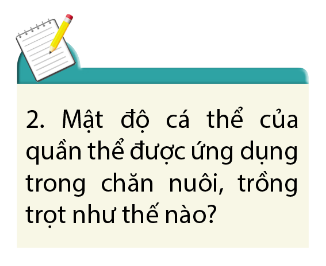 2. Mật độ cá thể của
quần thể được ứng dụng
trong chăn nuôi, trồng
trọt như thế nào?